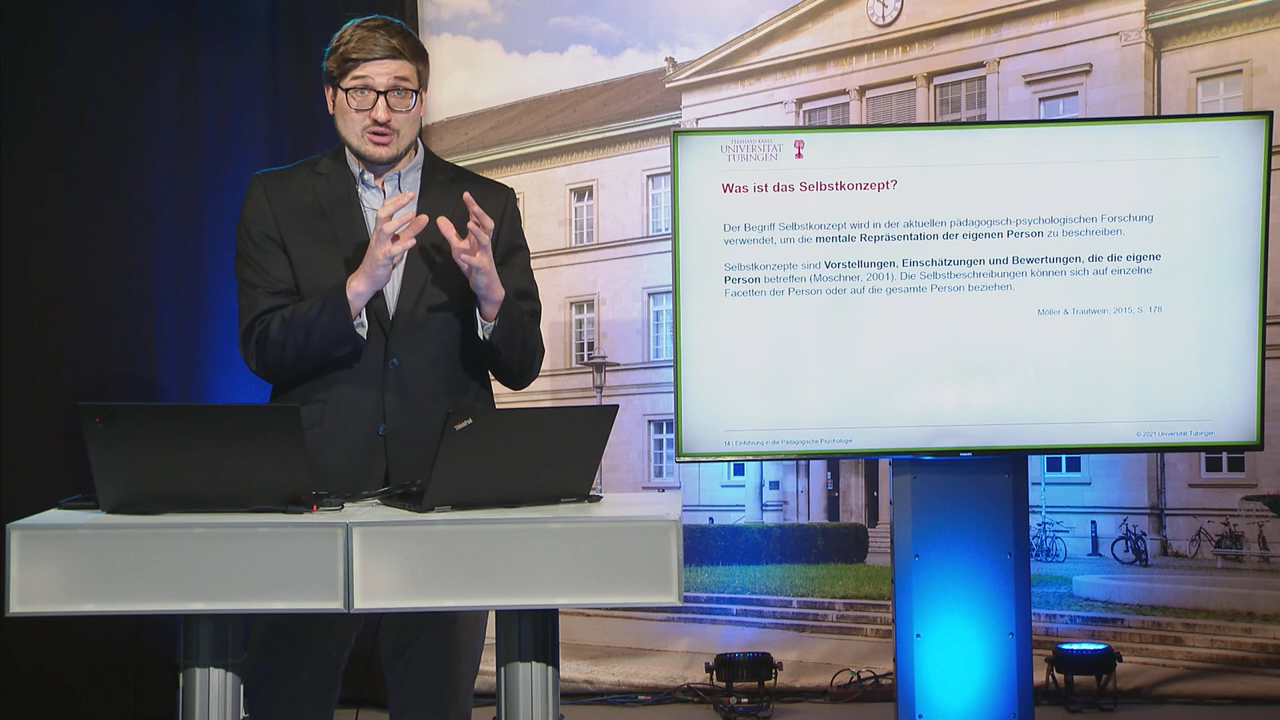 EBERHARD KARLS
UNIVERSITÄT
TÜBINGEN
Was ist das Selbstkonzept?
Der Begriff Selbstkonzept wird in der aktuellen pädagogisch-psychologischen Forschung
verwendet, um die mentale Repräsentation der eigenen Person zu beschreiben.
Selbstkonzepte sind Vorstellungen, Einschätzungen und Bewertungen, die die eigene
Person betreffen (Moschner, 2001). Die Selbstbeschreibungen können sich auf einzelne
Facetten der Person oder auf die gesamte Person beziehen.
Möller & Trautwein, 2015, S. 178
14 | Einführung in die Pädagogische Psychologie
© 2021 Universität Tübingen
PHILIPS
ThinkPad